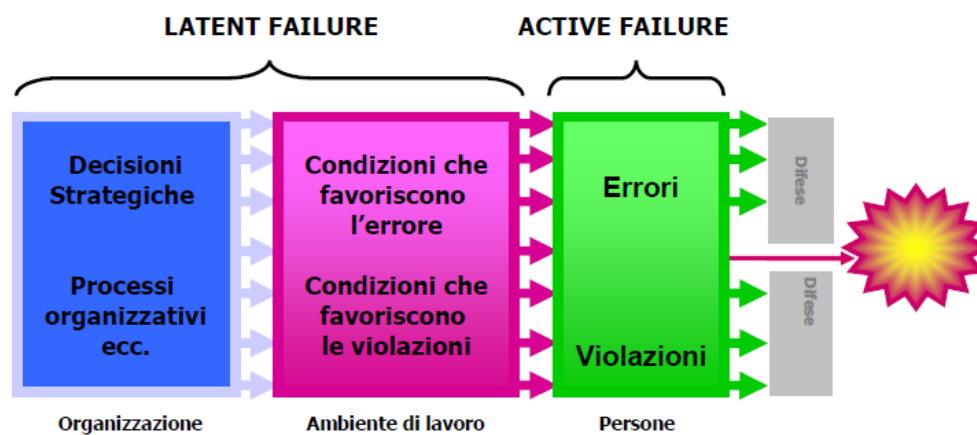 LATENT FAILURE
ACTIVE FAILURE
Decisioni
Strategiche
Processi
organizzativi
ecc.
Condizioni che
favoriscono
l’errore
Condizioni che
favoriscono
le violazioni
Errori
Violazioni
Difese
Difese
Organizzazione
Ambiente di lavoro
Persone